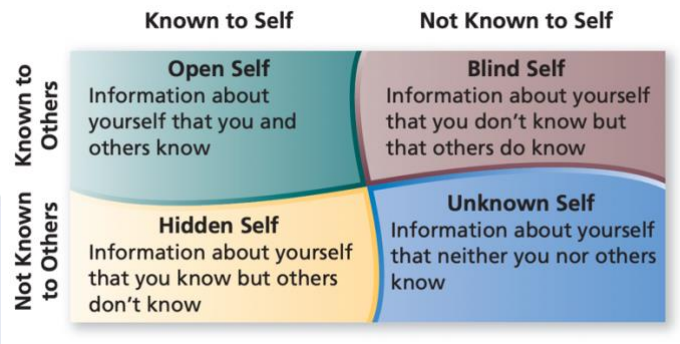 Known to Self
Not Known to Self
Known to
Others
Open Self
Information about
yourself that you and
others know
Blind Self
Information about yourself
that you don't know but
that others do know
Not Known
to Others
Hidden Self
Information about yourself
that you know but others
don't know
Unknown Self
Information about yourself
that neither you nor others
know